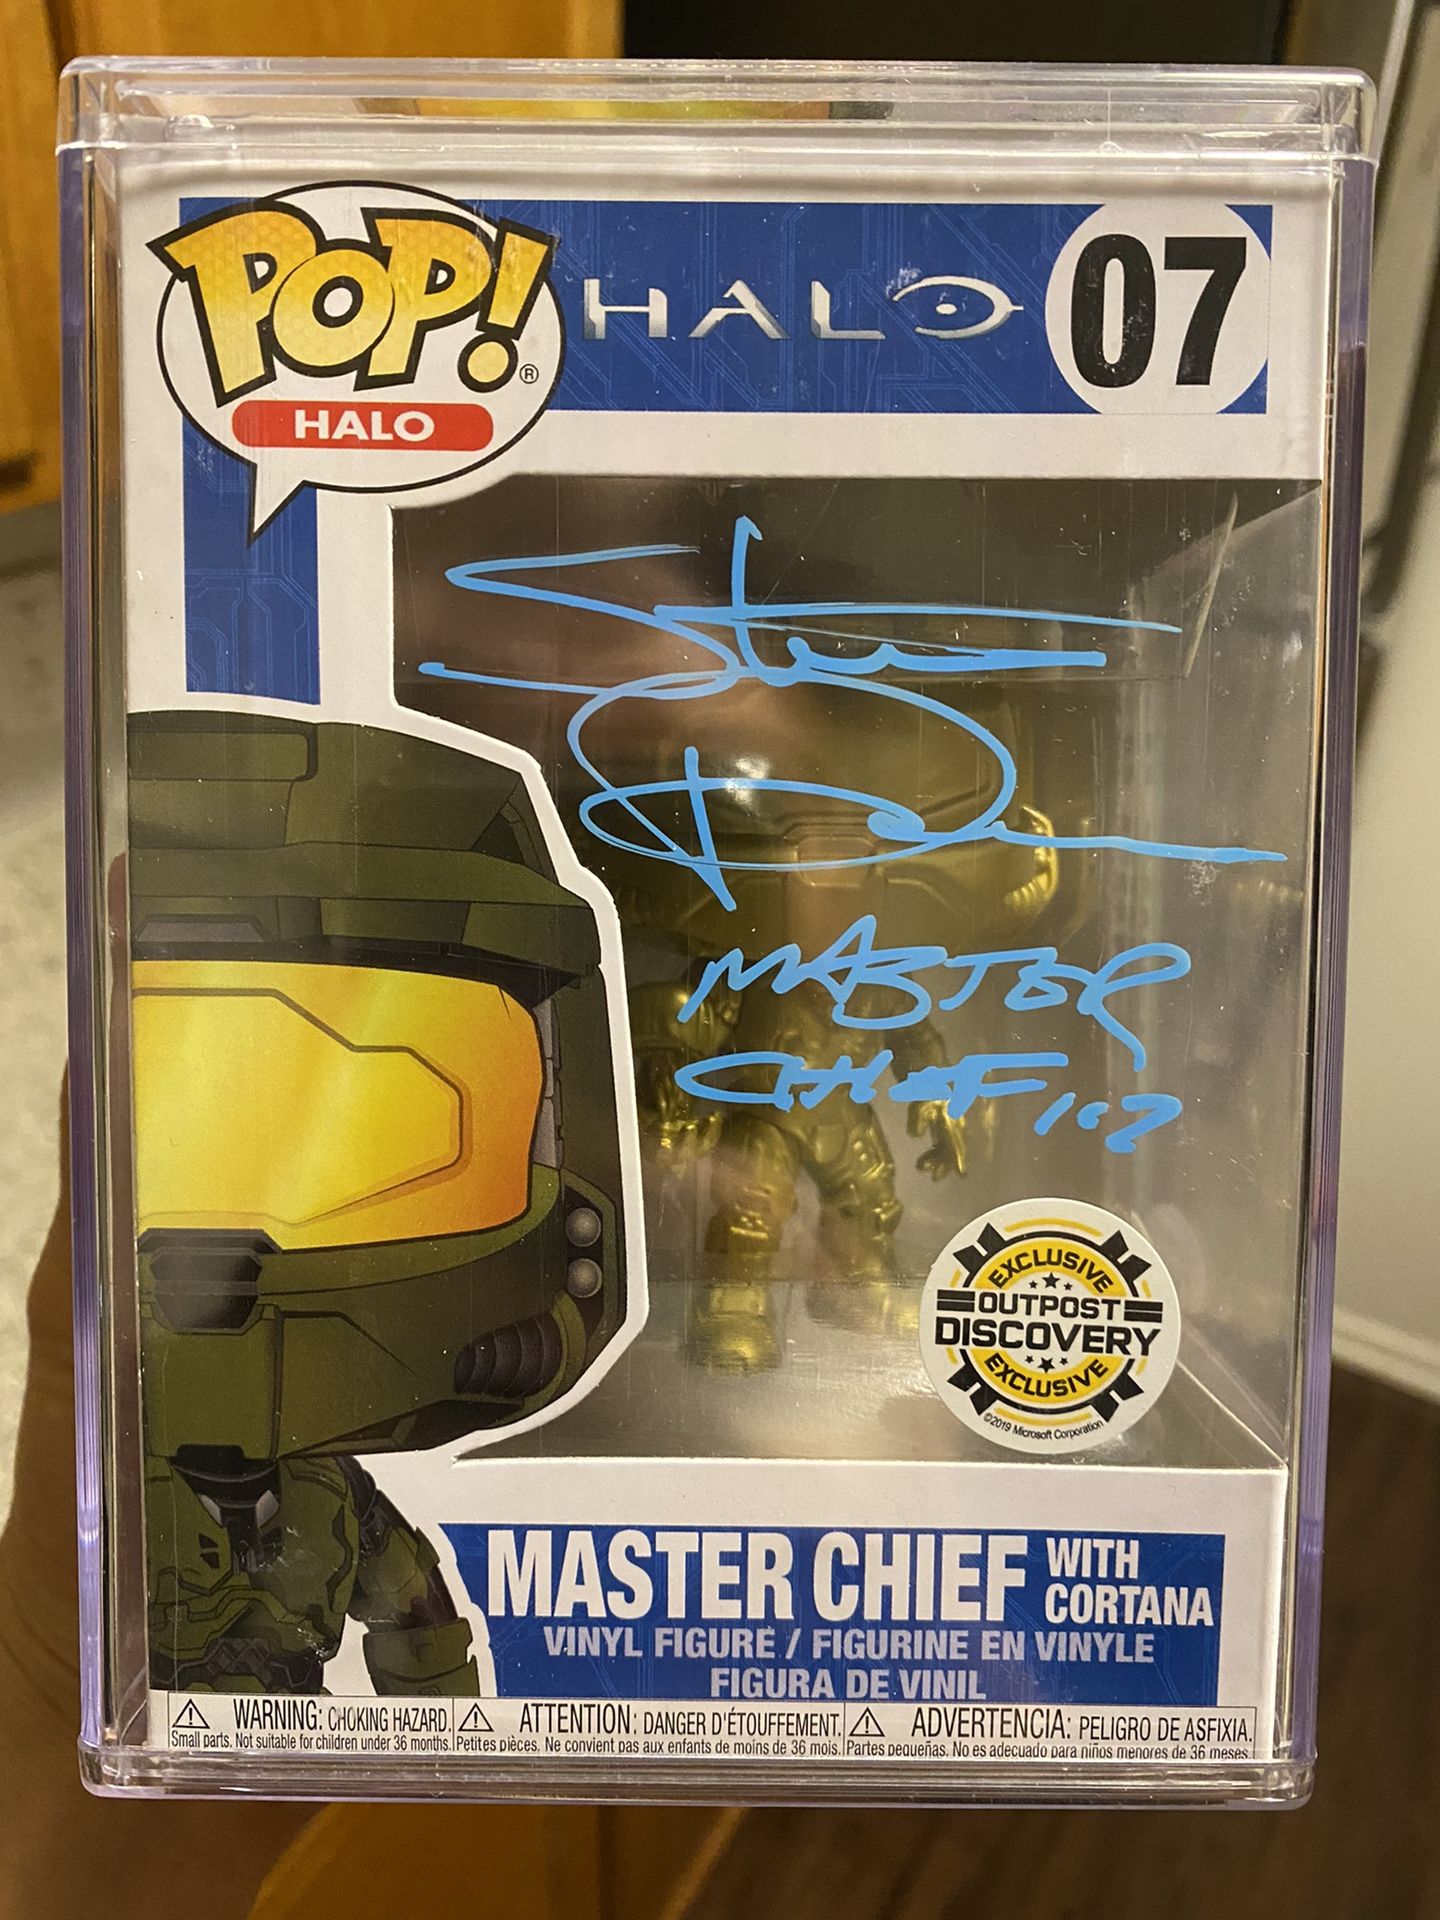 POP!®
HALO
HALO
07
Steve
Downes
MASTER
CHIEF 117
EXCLUSIVE
OUTPOST
DISCOVERY
EXCLUSIVE
©2019 Microsoft Corporation
MASTER CHIEF WITH CORTANA
VINYL FIGURE / FIGURINE EN VINYLE
FIGURA DE VINIL
⚠ WARNING: CHOKING HAZARD.
Small parts. Not suitable for children under 36 months.
⚠ ATTENTION: DANGER D'ÉTOUFFEMENT.
Petites pièces. Ne convient pas aux enfants de moins de 36 mois.
⚠ ADVERTENCIA: PELIGRO DE ASFIXIA.
Partes pequeñas. No es adecuado para niños menores de 36 meses.